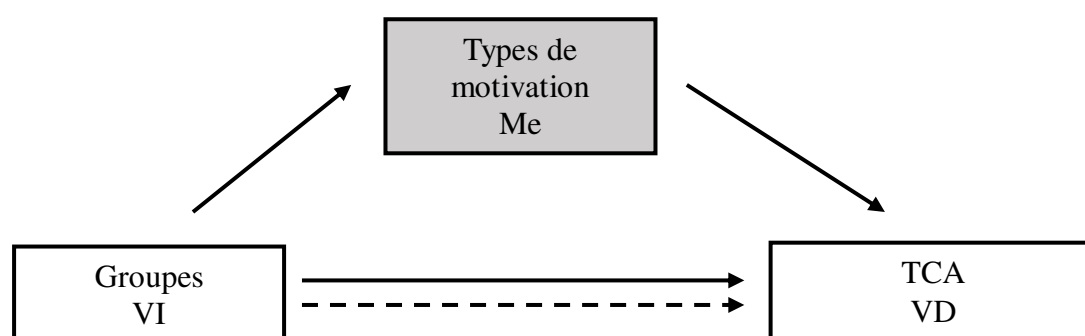 Types de
motivation
Me
Groupes
VI
TCA
VD